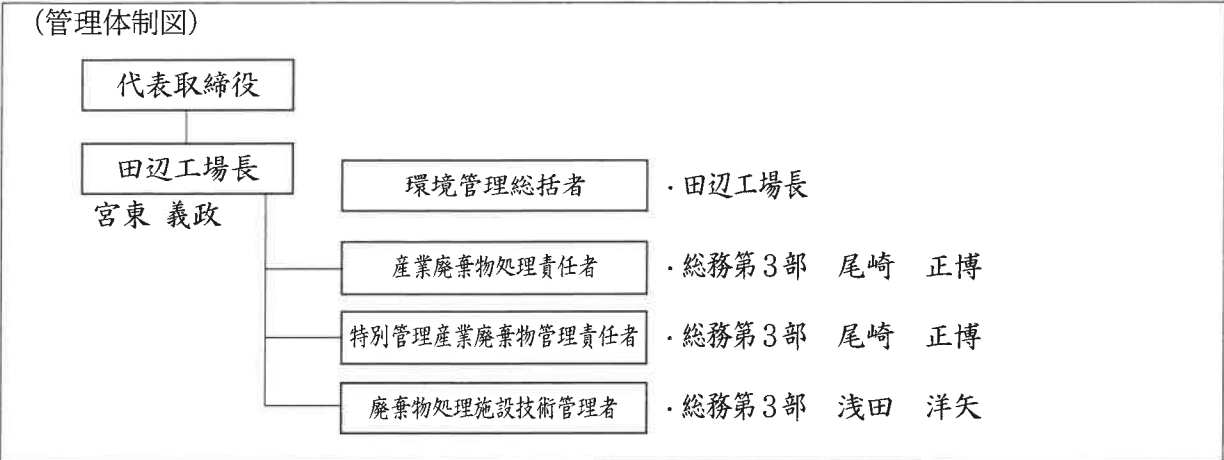 (管理体制図)
代表取締役
田辺工場長
宮東 義政
環境管理総括者 ・田辺工場長
産業廃棄物処理責任者 ・総務第3部 尾崎 正博
特別管理産業廃棄物管理責任者 ・総務第3部 尾崎 正博
廃棄物処理施設技術管理者 ・総務第3部 浅田 洋矢